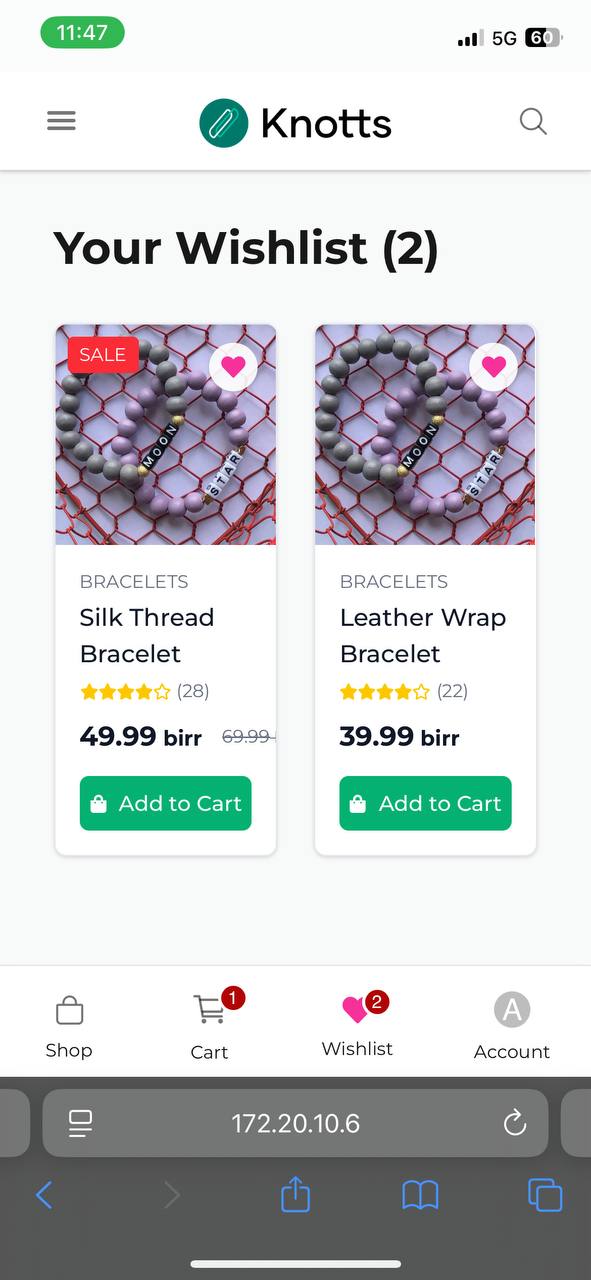 11:47
5G 60
Knotts
Your Wishlist (2)
SALE
MOON
STAR
MOON
STAR
BRACELETS
Silk Thread
Bracelet
(28)
49.99 birr 69.99
Add to Cart
BRACELETS
Leather Wrap
Bracelet
(22)
39.99 birr
Add to Cart
Shop
1
Cart
2
Wishlist
A
Account
172.20.10.6